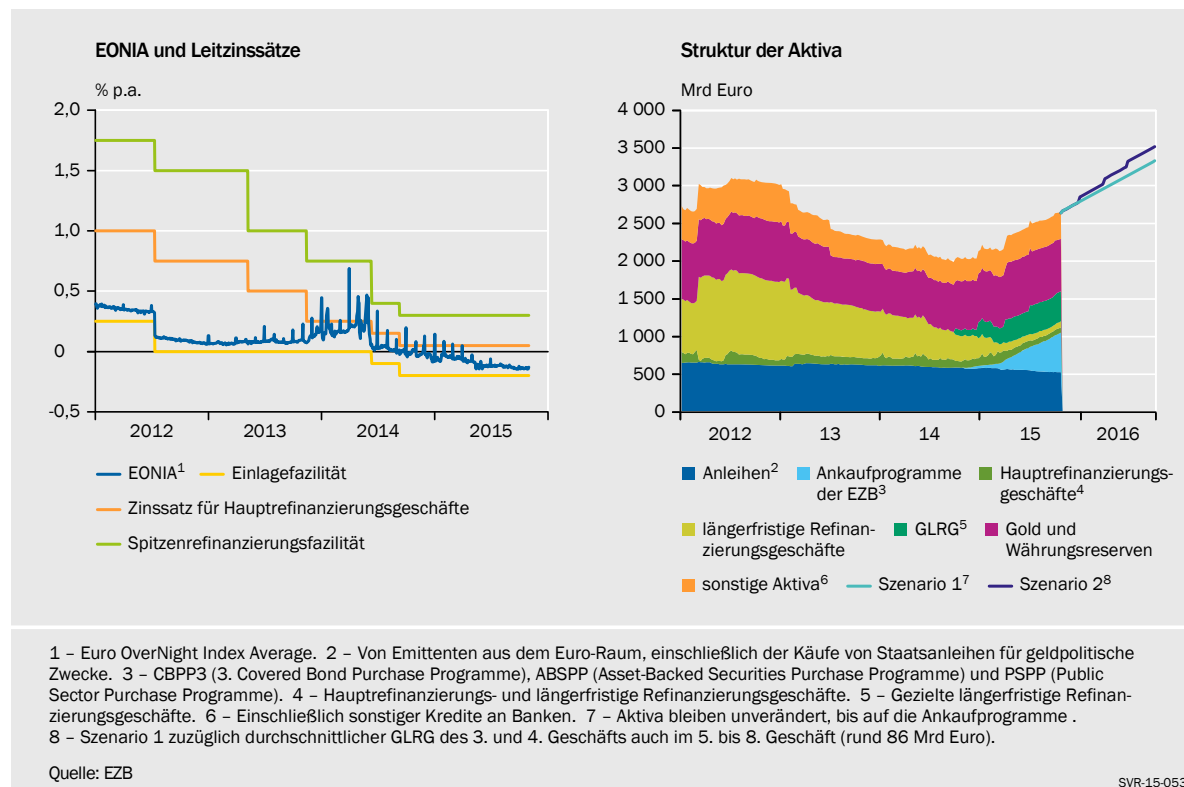 EONIA und Leitzinssätze
% p.a.
2,0
1,5
1,0
0,5
0
-0,5
2012 2013 2014 2015
EONIA¹ Einlagefazilität
Zinssatz für Hauptrefinanzierungsgeschäfte
Spitzenrefinanzierungsfazilität
Struktur der Aktiva
Mrd Euro
4 000
3 500
3 000
2 500
2 000
1 500
1 000
500
0
2012 13 14 15 2016
Anleihen² Ankaufprogramme Hauptrefinanzierungs-
der EZB³ geschäfte⁴
längerfristige Refinan- GLRG⁵ Gold und
zierungsgeschäfte Währungsreserven
sonstige Aktiva⁶ Szenario 1⁷ Szenario 2⁸
1 – Euro OverNight Index Average. 2 – Von Emittenten aus dem Euro-Raum, einschließlich der Käufe von Staatsanleihen für geldpolitische
Zwecke. 3 – CBPP3 (3. Covered Bond Purchase Programme), ABSPP (Asset-Backed Securities Purchase Programme) und PSPP (Public
Sector Purchase Programme). 4 – Hauptrefinanzierungs- und längerfristige Refinanzierungsgeschäfte. 5 – Gezielte längerfristige Refinan-
zierungsgeschäfte. 6 – Einschließlich sonstiger Kredite an Banken. 7 – Aktiva bleiben unverändert, bis auf die Ankaufprogramme .
8 – Szenario 1 zuzüglich durchschnittlicher GLRG des 3. und 4. Geschäfts auch im 5. bis 8. Geschäft (rund 86 Mrd Euro).
Quelle: EZB
SVR-15-053